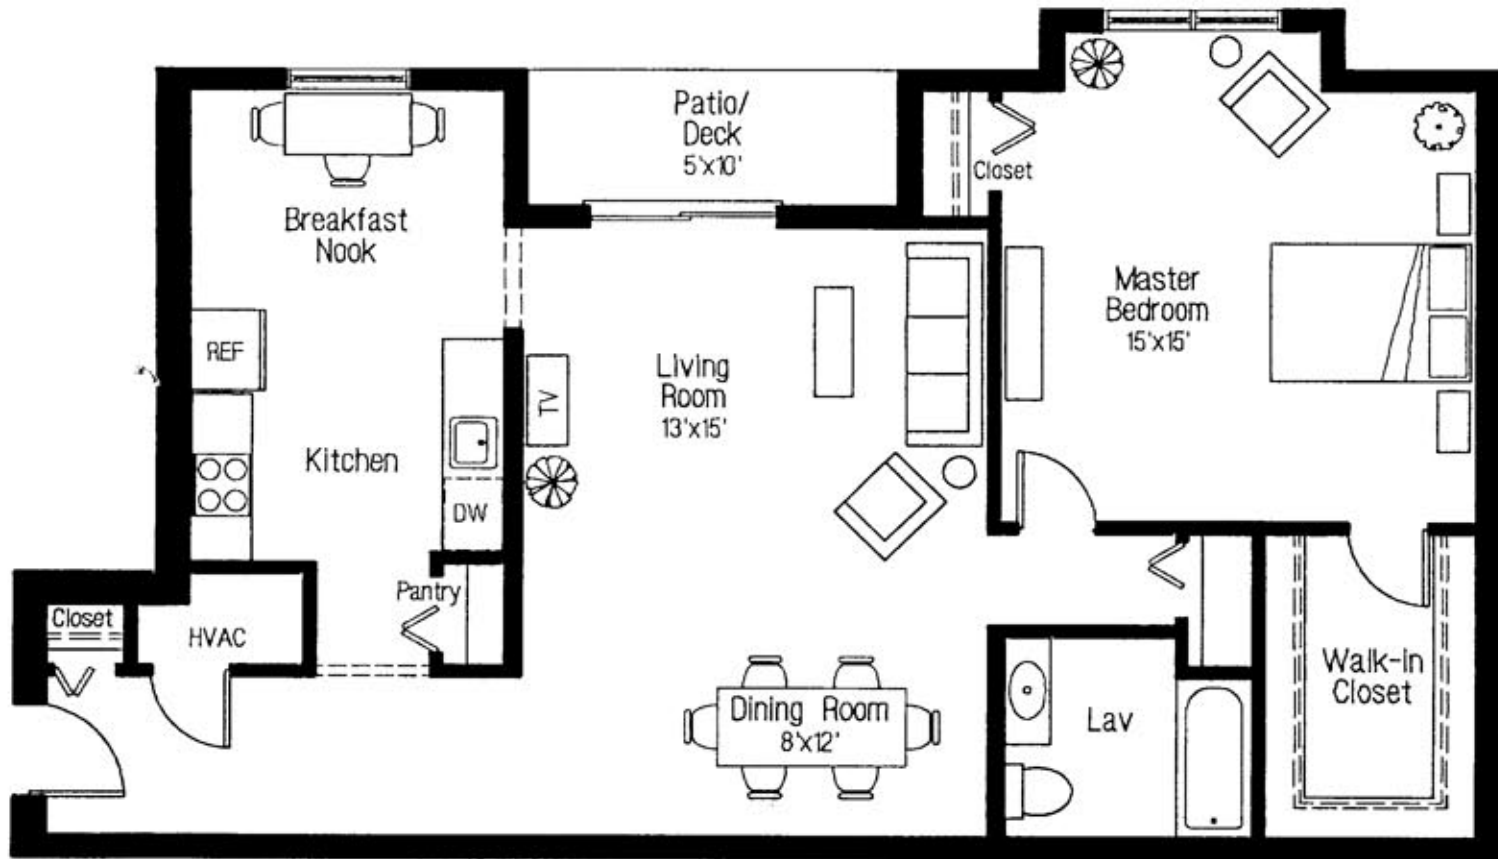 Patio/
Deck
5'x10'
Closet
Breakfast
Nook
Master
Bedroom
15'x15'
REF
TV
Living
Room
13'x15'
Kitchen
DW
Pantry
Closet
HVAC
Dining Room
8'x12'
Lav
Walk-in
Closet